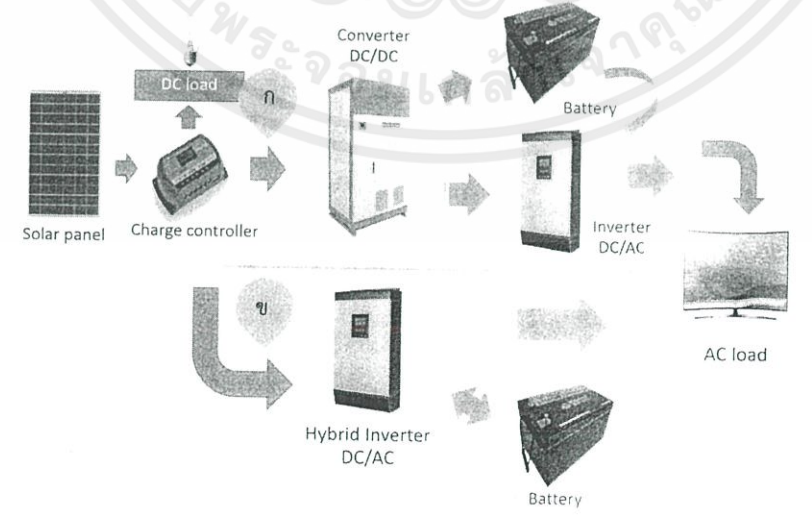 Converter
DC/DC
DC load
ก
Battery
Solar panel
Charge controller
Inverter
DC/AC
ข
AC load
Hybrid Inverter
DC/AC
Battery